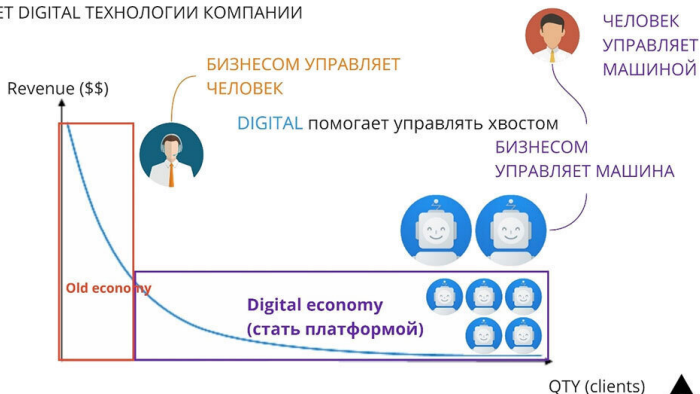 ЕТ DIGITAL ТЕХНОЛОГИИ КОМПАНИИ
ЧЕЛОВЕК
УПРАВЛЯЕТ
МАШИНОЙ
БИЗНЕСОМ УПРАВЛЯЕТ
ЧЕЛОВЕК
Revenue ($$)
DIGITAL помогает управлять хвостом
БИЗНЕСОМ
УПРАВЛЯЕТ МАШИНА
Old economy
Digital economy
(стать платформой)
QTY (clients)